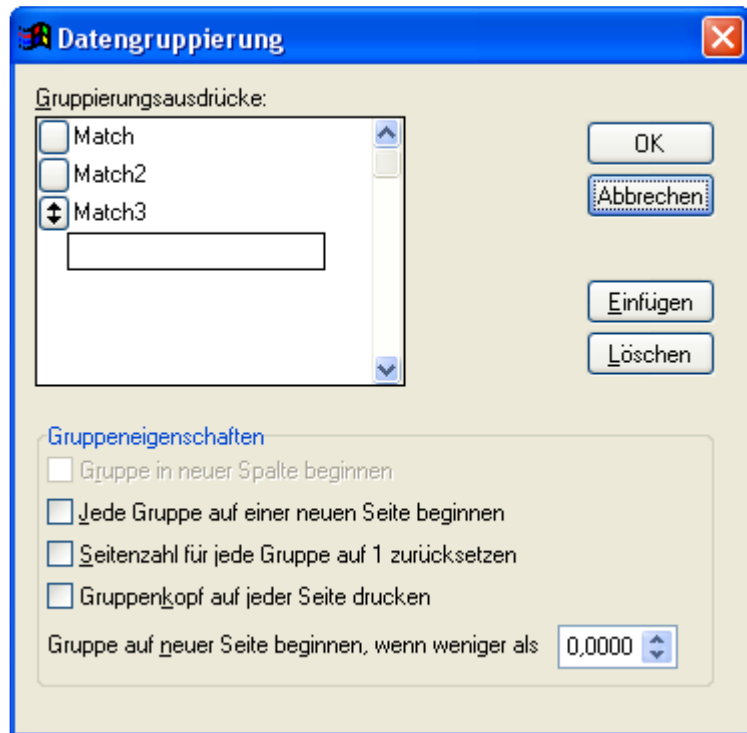 Datengruppierung
Gruppierungsausdrücke:
Match
Match2
Match3
OK
Abbrechen
Einfügen
Löschen
Gruppeneigenschaften
Gruppe in neuer Spalte beginnen
Jede Gruppe auf einer neuen Seite beginnen
Seitenzahl für jede Gruppe auf 1 zurücksetzen
Gruppenkopf auf jeder Seite drucken
Gruppe auf neuer Seite beginnen, wenn weniger als 0,0000